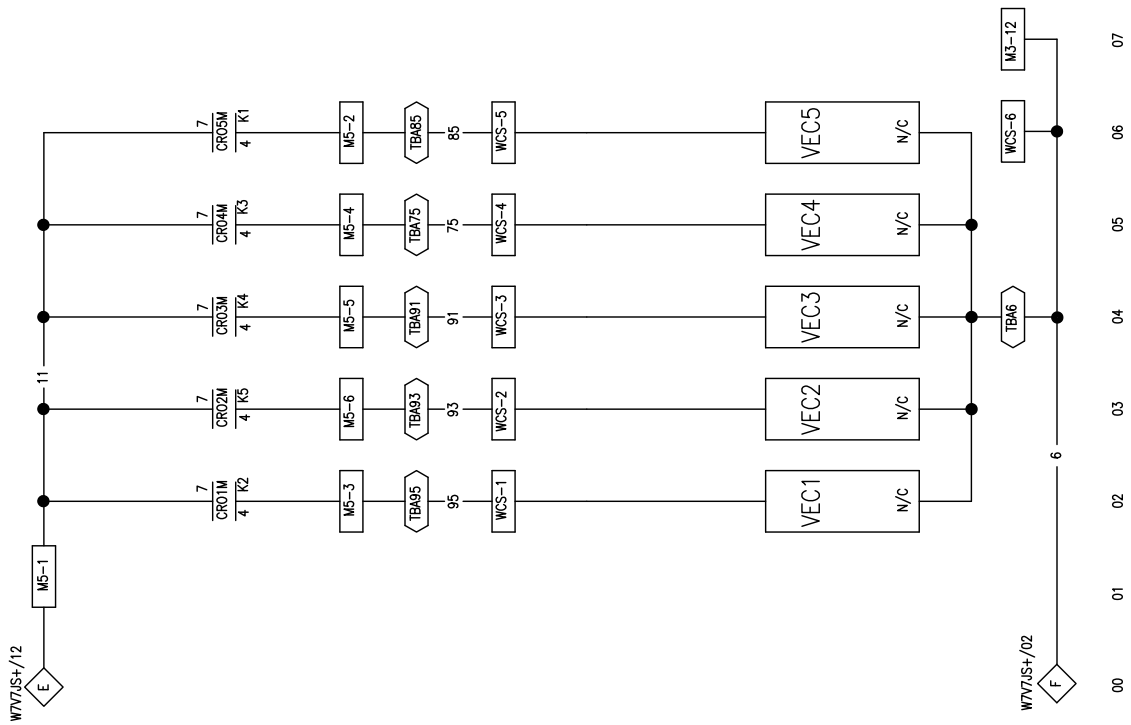 W7V7JS+/12
E
M5-1
11
7
CR01M
4
K2
M5-3
TBA95
95
WCS-1
VEC1
N/C
7
CR02M
4
K5
M5-6
TBA93
93
WCS-2
VEC2
N/C
7
CR03M
4
K4
M5-5
TBA91
91
WCS-3
VEC3
N/C
7
CR04M
4
K3
M5-4
TBA75
75
WCS-4
VEC4
N/C
7
CR05M
4
K1
M5-2
TBA85
85
WCS-5
VEC5
N/C
TBA6
WCS-6
M3-12
W7V7JS+/02
F
6
00
01
02
03
04
05
06
07